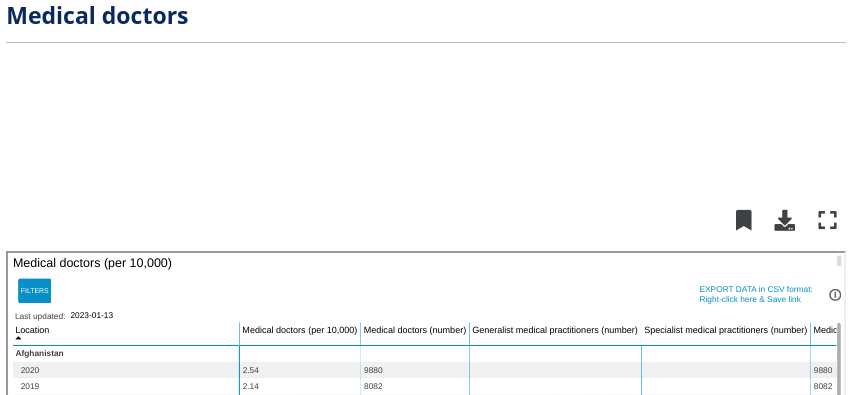 Medical doctors
Medical doctors (per 10,000)
FILTERS
EXPORT DATA in CSV format:
Right-click here & Save link
Last updated: 2023-01-13
Location Medical doctors (per 10,000) Medical doctors (number) Generalist medical practitioners (number) Specialist medical practitioners (number) Medic
Afghanistan
2020 2.54 9880 9880
2019 2.14 8082 8082